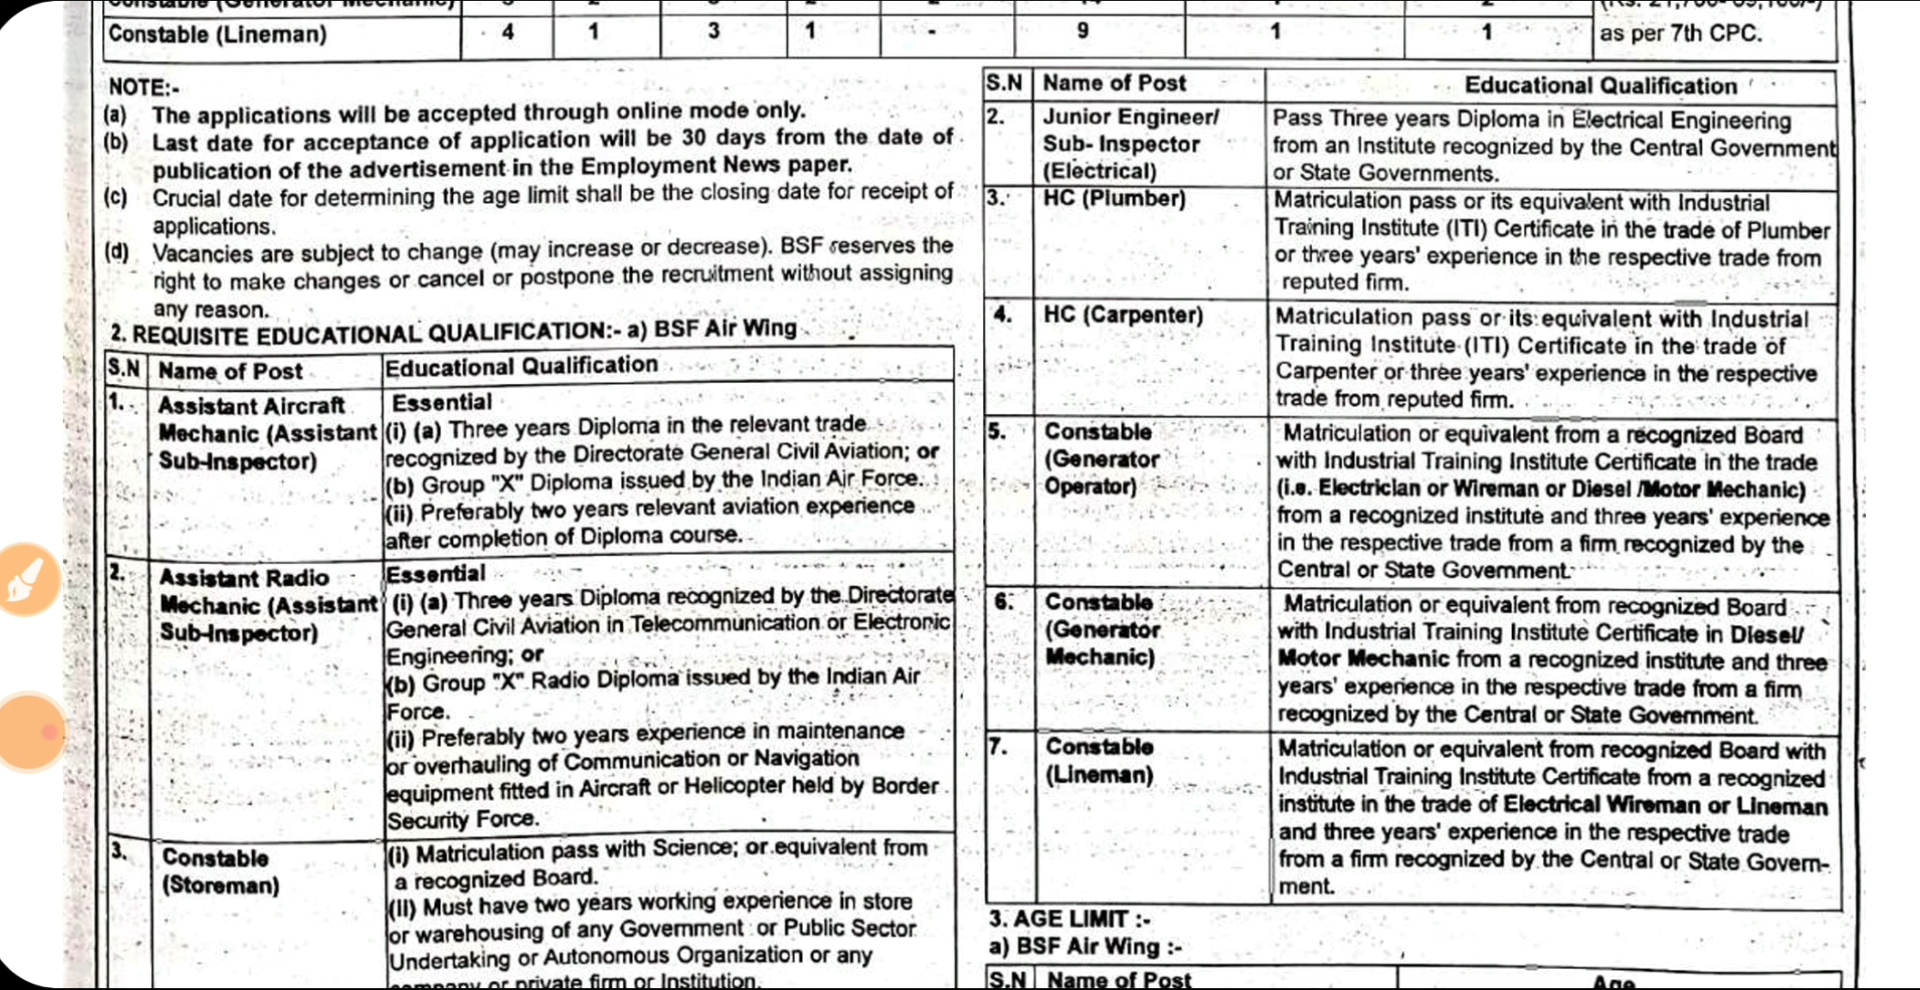 Constable (Generator Mechanic)
Constable (Lineman) 4 1 3 1 - 9 1 1 as per 7th CPC.
NOTE:-
(a) The applications will be accepted through online mode only.
(b) Last date for acceptance of application will be 30 days from the date of
publication of the advertisement in the Employment News paper.
(c) Crucial date for determining the age limit shall be the closing date for receipt of
applications.
(d) Vacancies are subject to change (may increase or decrease). BSF reserves the
right to make changes or cancel or postpone the recruitment without assigning
any reason.
2. REQUISITE EDUCATIONAL QUALIFICATION:- a) BSF Air Wing
S.N Name of Post Educational Qualification
1. Assistant Aircraft Essential
Mechanic (Assistant (i) (a) Three years Diploma in the relevant trade
Sub-Inspector) recognized by the Directorate General Civil Aviation; or
(b) Group "X" Diploma issued by the Indian Air Force.
(ii) Preferably two years relevant aviation experience
after completion of Diploma course.
2. Assistant Radio Essential
Mechanic (Assistant (i) (a) Three years Diploma recognized by the Directorate
Sub-Inspector) General Civil Aviation in Telecommunication or Electronic
Engineering; or
(b) Group "X" Radio Diploma issued by the Indian Air
Force.
(ii) Preferably two years experience in maintenance
or overhauling of Communication or Navigation
equipment fitted in Aircraft or Helicopter held by Border
Security Force.
3. Constable (i) Matriculation pass with Science; or equivalent from
(Storeman) a recognized Board.
(II) Must have two years working experience in store
or warehousing of any Government or Public Sector
Undertaking or Autonomous Organization or any
company or private firm or Institution.
S.N Name of Post Educational Qualification
2. Junior Engineer/ Pass Three years Diploma in Electrical Engineering
Sub- Inspector from an Institute recognized by the Central Government
(Electrical) or State Governments.
3. HC (Plumber) Matriculation pass or its equivalent with Industrial
Training Institute (ITI) Certificate in the trade of Plumber
or three years' experience in the respective trade from
reputed firm.
4. HC (Carpenter) Matriculation pass or its equivalent with Industrial
Training Institute (ITI) Certificate in the trade of
Carpenter or three years' experience in the respective
trade from reputed firm.
5. Constable Matriculation or equivalent from a recognized Board
(Generator with Industrial Training Institute Certificate in the trade
Operator) (i.e. Electrician or Wireman or Diesel /Motor Mechanic)
from a recognized institute and three years' experience
in the respective trade from a firm recognized by the
Central or State Government.
6. Constable Matriculation or equivalent from recognized Board
(Generator with Industrial Training Institute Certificate in Diesel/
Mechanic) Motor Mechanic from a recognized institute and three
years' experience in the respective trade from a firm
recognized by the Central or State Government.
7. Constable Matriculation or equivalent from recognized Board with
(Lineman) Industrial Training Institute Certificate from a recognized
institute in the trade of Electrical Wireman or Lineman
and three years' experience in the respective trade
from a firm recognized by the Central or State Govern-
ment.
3. AGE LIMIT :-
a) BSF Air Wing :-
S.N Name of Post Age